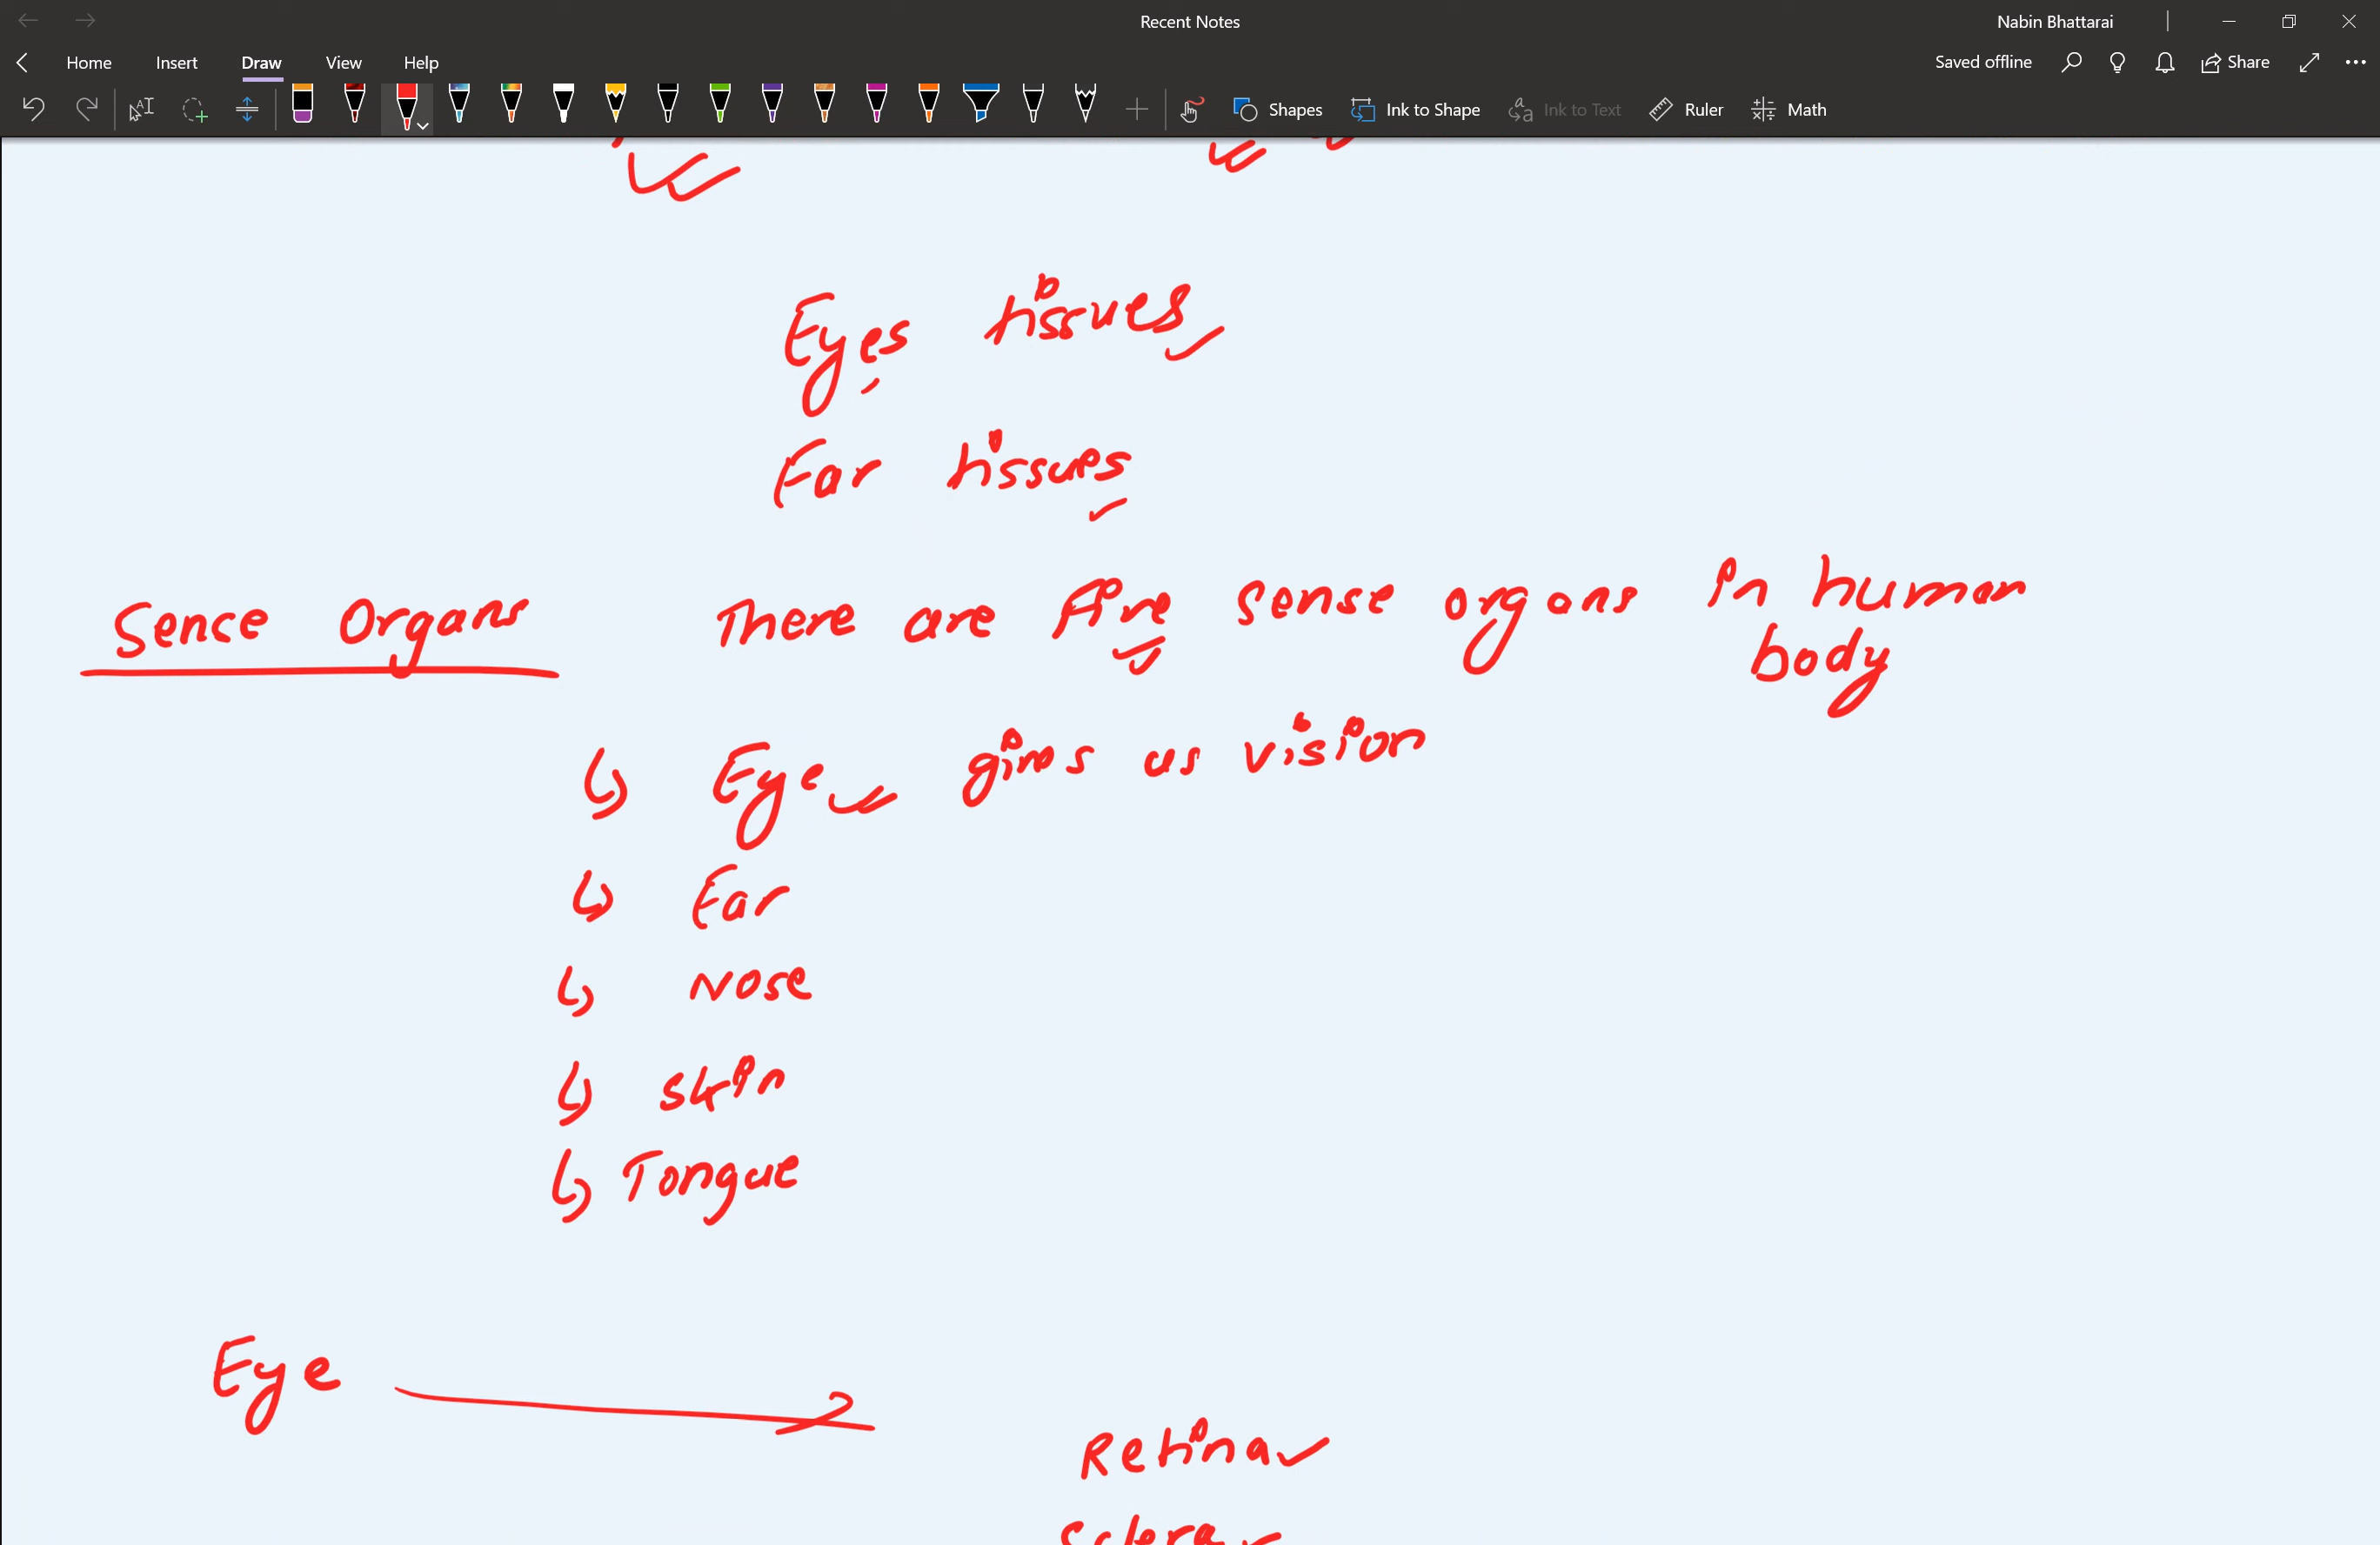 Recent Notes
Nabin Bhattarai
Home Insert Draw View Help
Saved offline
Share
Shapes
Ink to Shape
Ink to Text
Ruler
Math
Eyes tissues
Ear tissues
Sense Organs There are five sense organs in human
body
Eye gives us vision
Ear
Nose
Skin
Tongue
Eye
Retina
Sclera